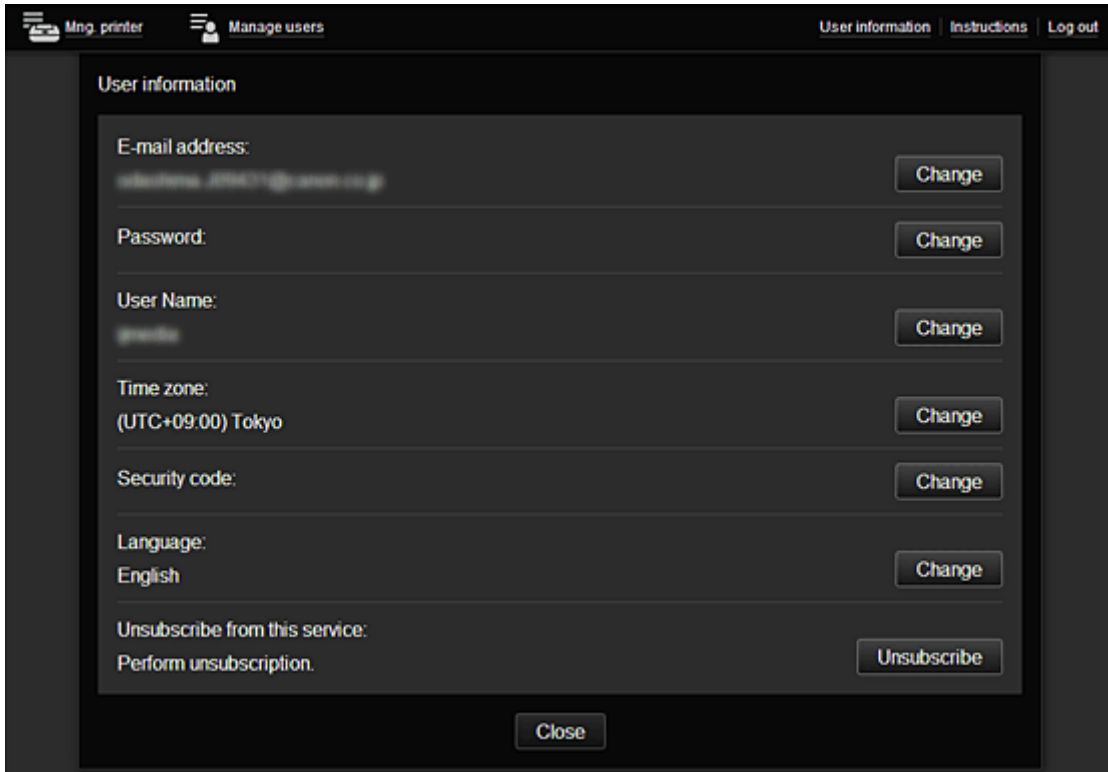 Mng. printer Manage users User information Instructions Log out
User information
E-mail address:
Change
Password:
Change
User Name:
Change
Time zone:
(UTC+09:00) Tokyo
Change
Security code:
Change
Language:
English
Change
Unsubscribe from this service:
Perform unsubscription.
Unsubscribe
Close